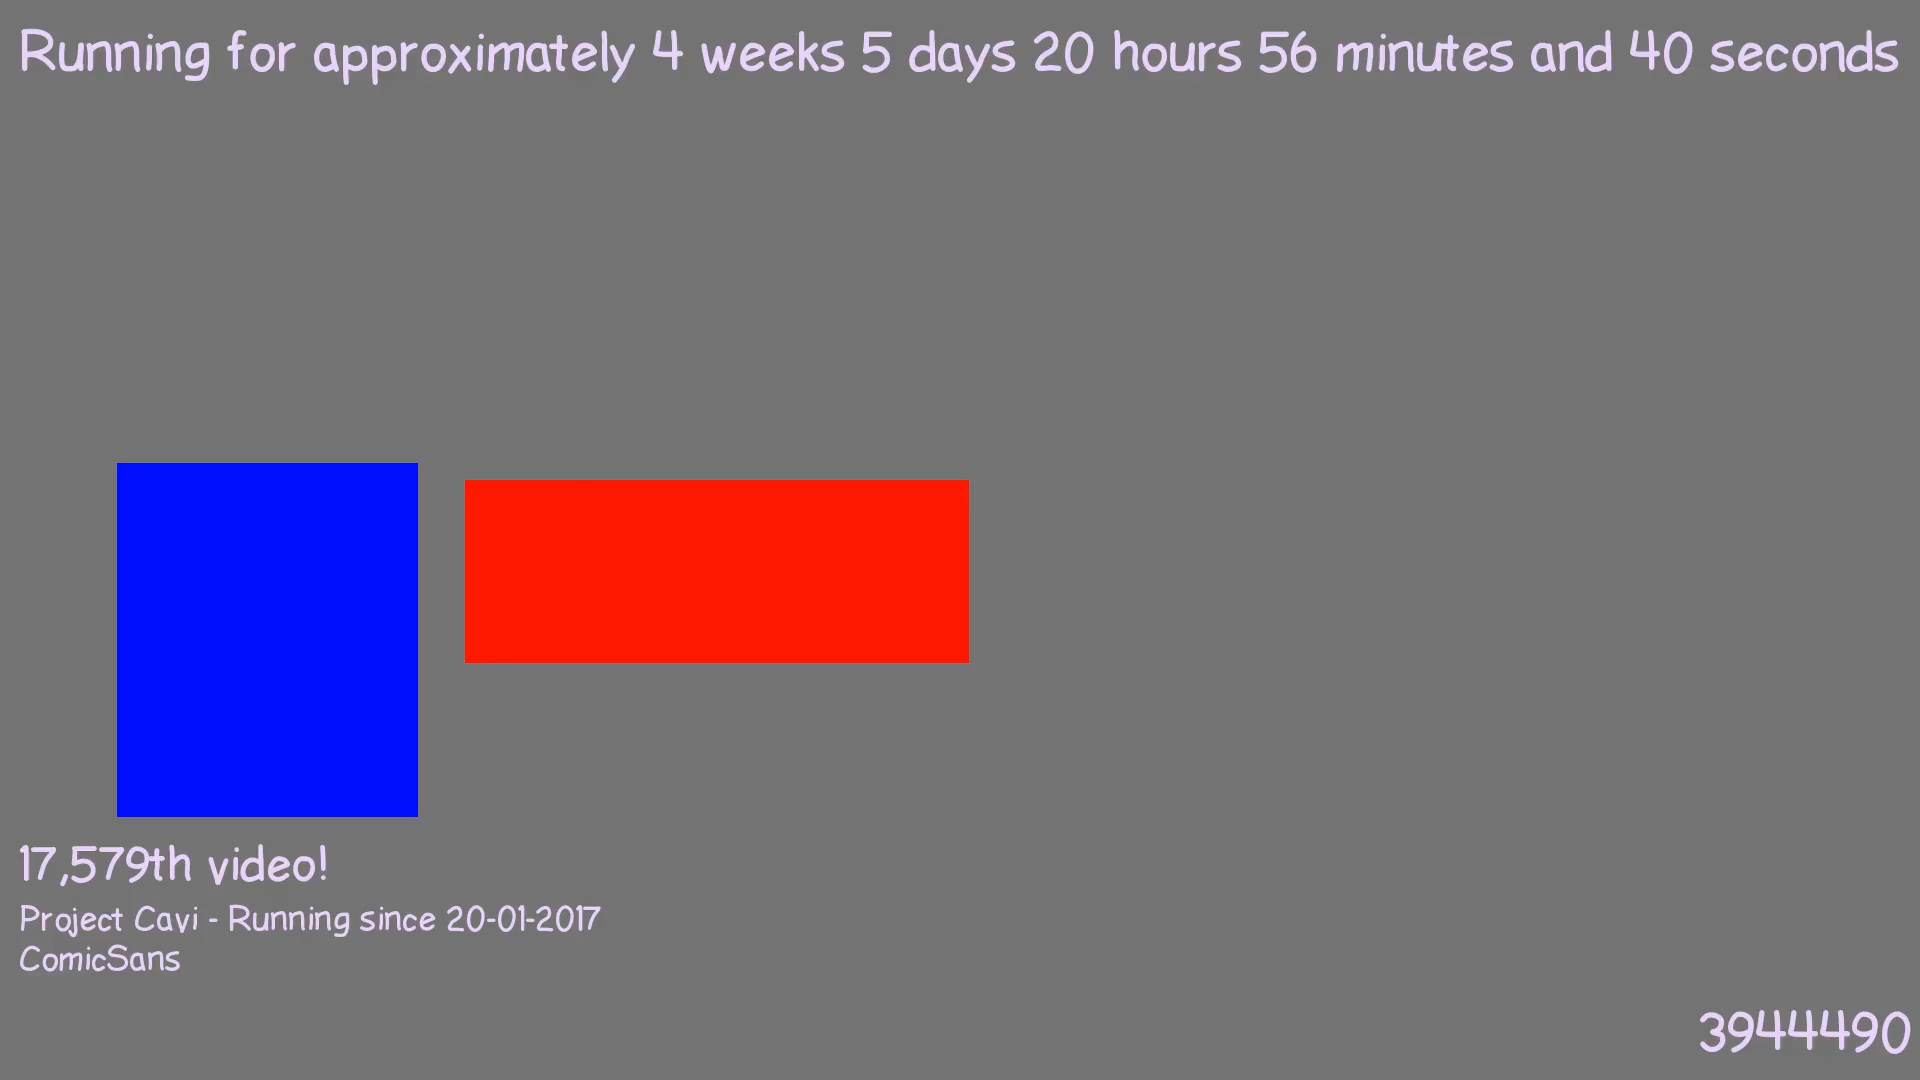 Running for approximately 4 weeks 5 days 20 hours 56 minutes and 40 seconds
17,579th video!
Project Cavi - Running since 20-01-2017
ComicSans
3944490